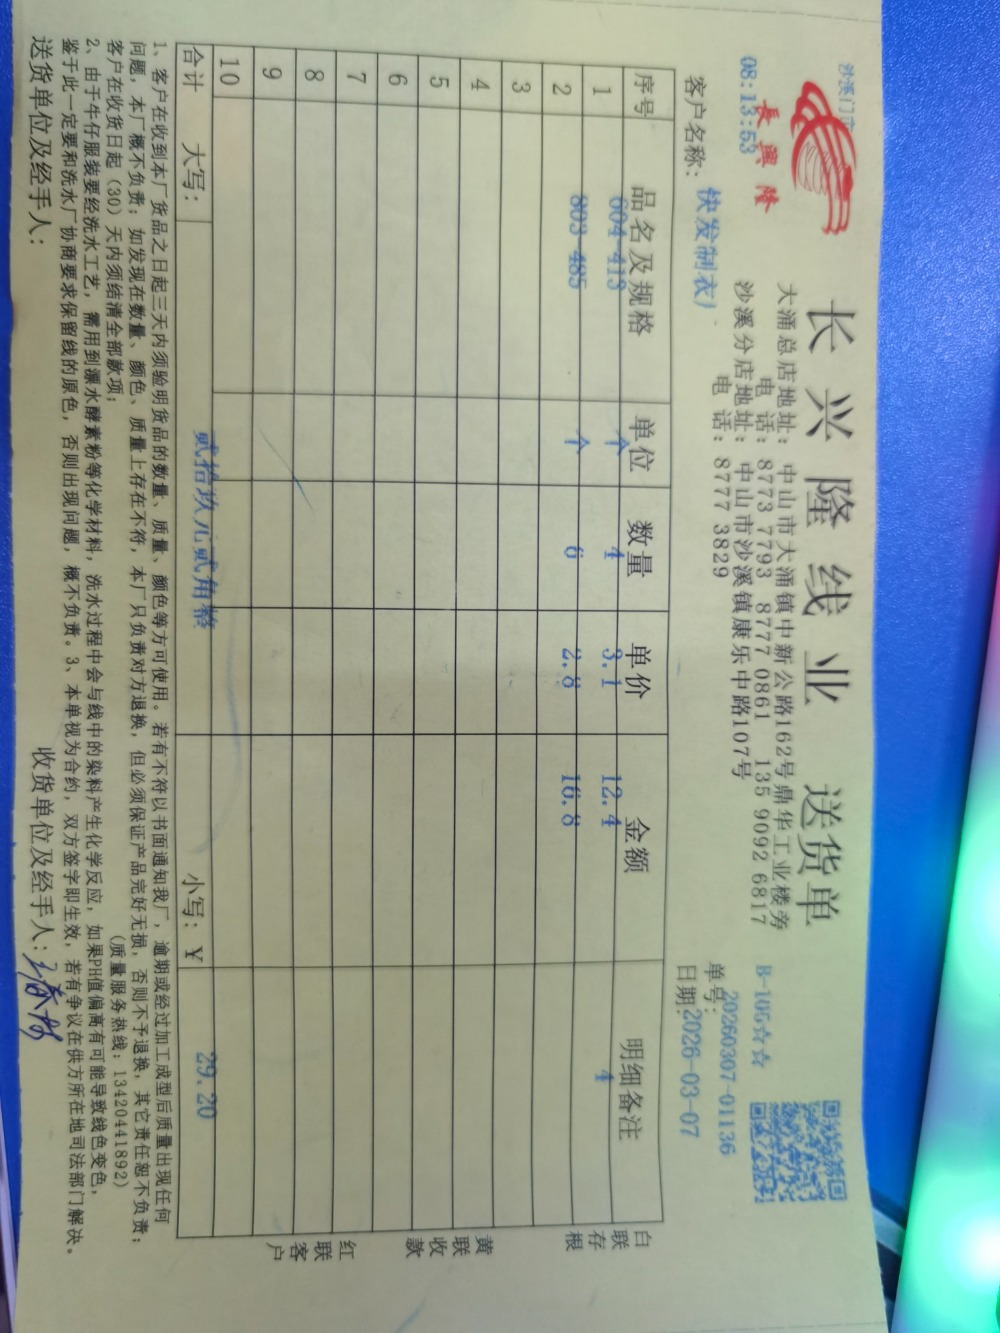 沙溪门市
長興隆
08:13:53
长兴隆线业 送货单
大涌总店地址：中山市大涌镇中新公路162号鼎华工业楼旁
电 话：8773 7793 8777 0861 135 9092 6817
沙溪分店地址：中山市沙溪镇康乐中路107号
电 话：8777 3829
B-105☆☆
单号：20260307-01136
客户名称：快发制衣厂
日期：2026-03-07
序号 品名及规格 单位 数量 单价 金额 明细备注
1 604-413 个 4 3.1 12.4 4
2 803-485 个 6 2.8 16.8
3
4
5
6
7
8
9
10
合计 大写：贰拾玖元贰角整 小写：¥ 29.20
白联存根
黄联收款
红联客户
1、客户在收到本厂货品之日起三天内须验明货品的数量、质量、颜色等方可使用。若有不符以书面通知我厂，逾期或经过加工成型后质量出现任何
问题，本厂概不负责；如发现在数量、颜色、质量上存在不符，本厂只负责对方退换，但必须保证产品完好无损，否则不予退换，其它责任恕不负责；
客户在收货日起（30）天内须结清全部款项； （质量服务热线：13420441892）
2、由于牛仔服装要经洗水工艺，需用到漂水酵素粉等化学材料，洗水过程中会与线中的染料产生化学反应，如果PH值偏高有可能导致线色变色，
鉴于此一定要和洗水厂协商要求保留线的原色，否则出现问题，概不负责。3、本单视为合约，双方签字即生效，若有争议在供方所在地司法部门解决。
送货单位及经手人： 收货单位及经手人：